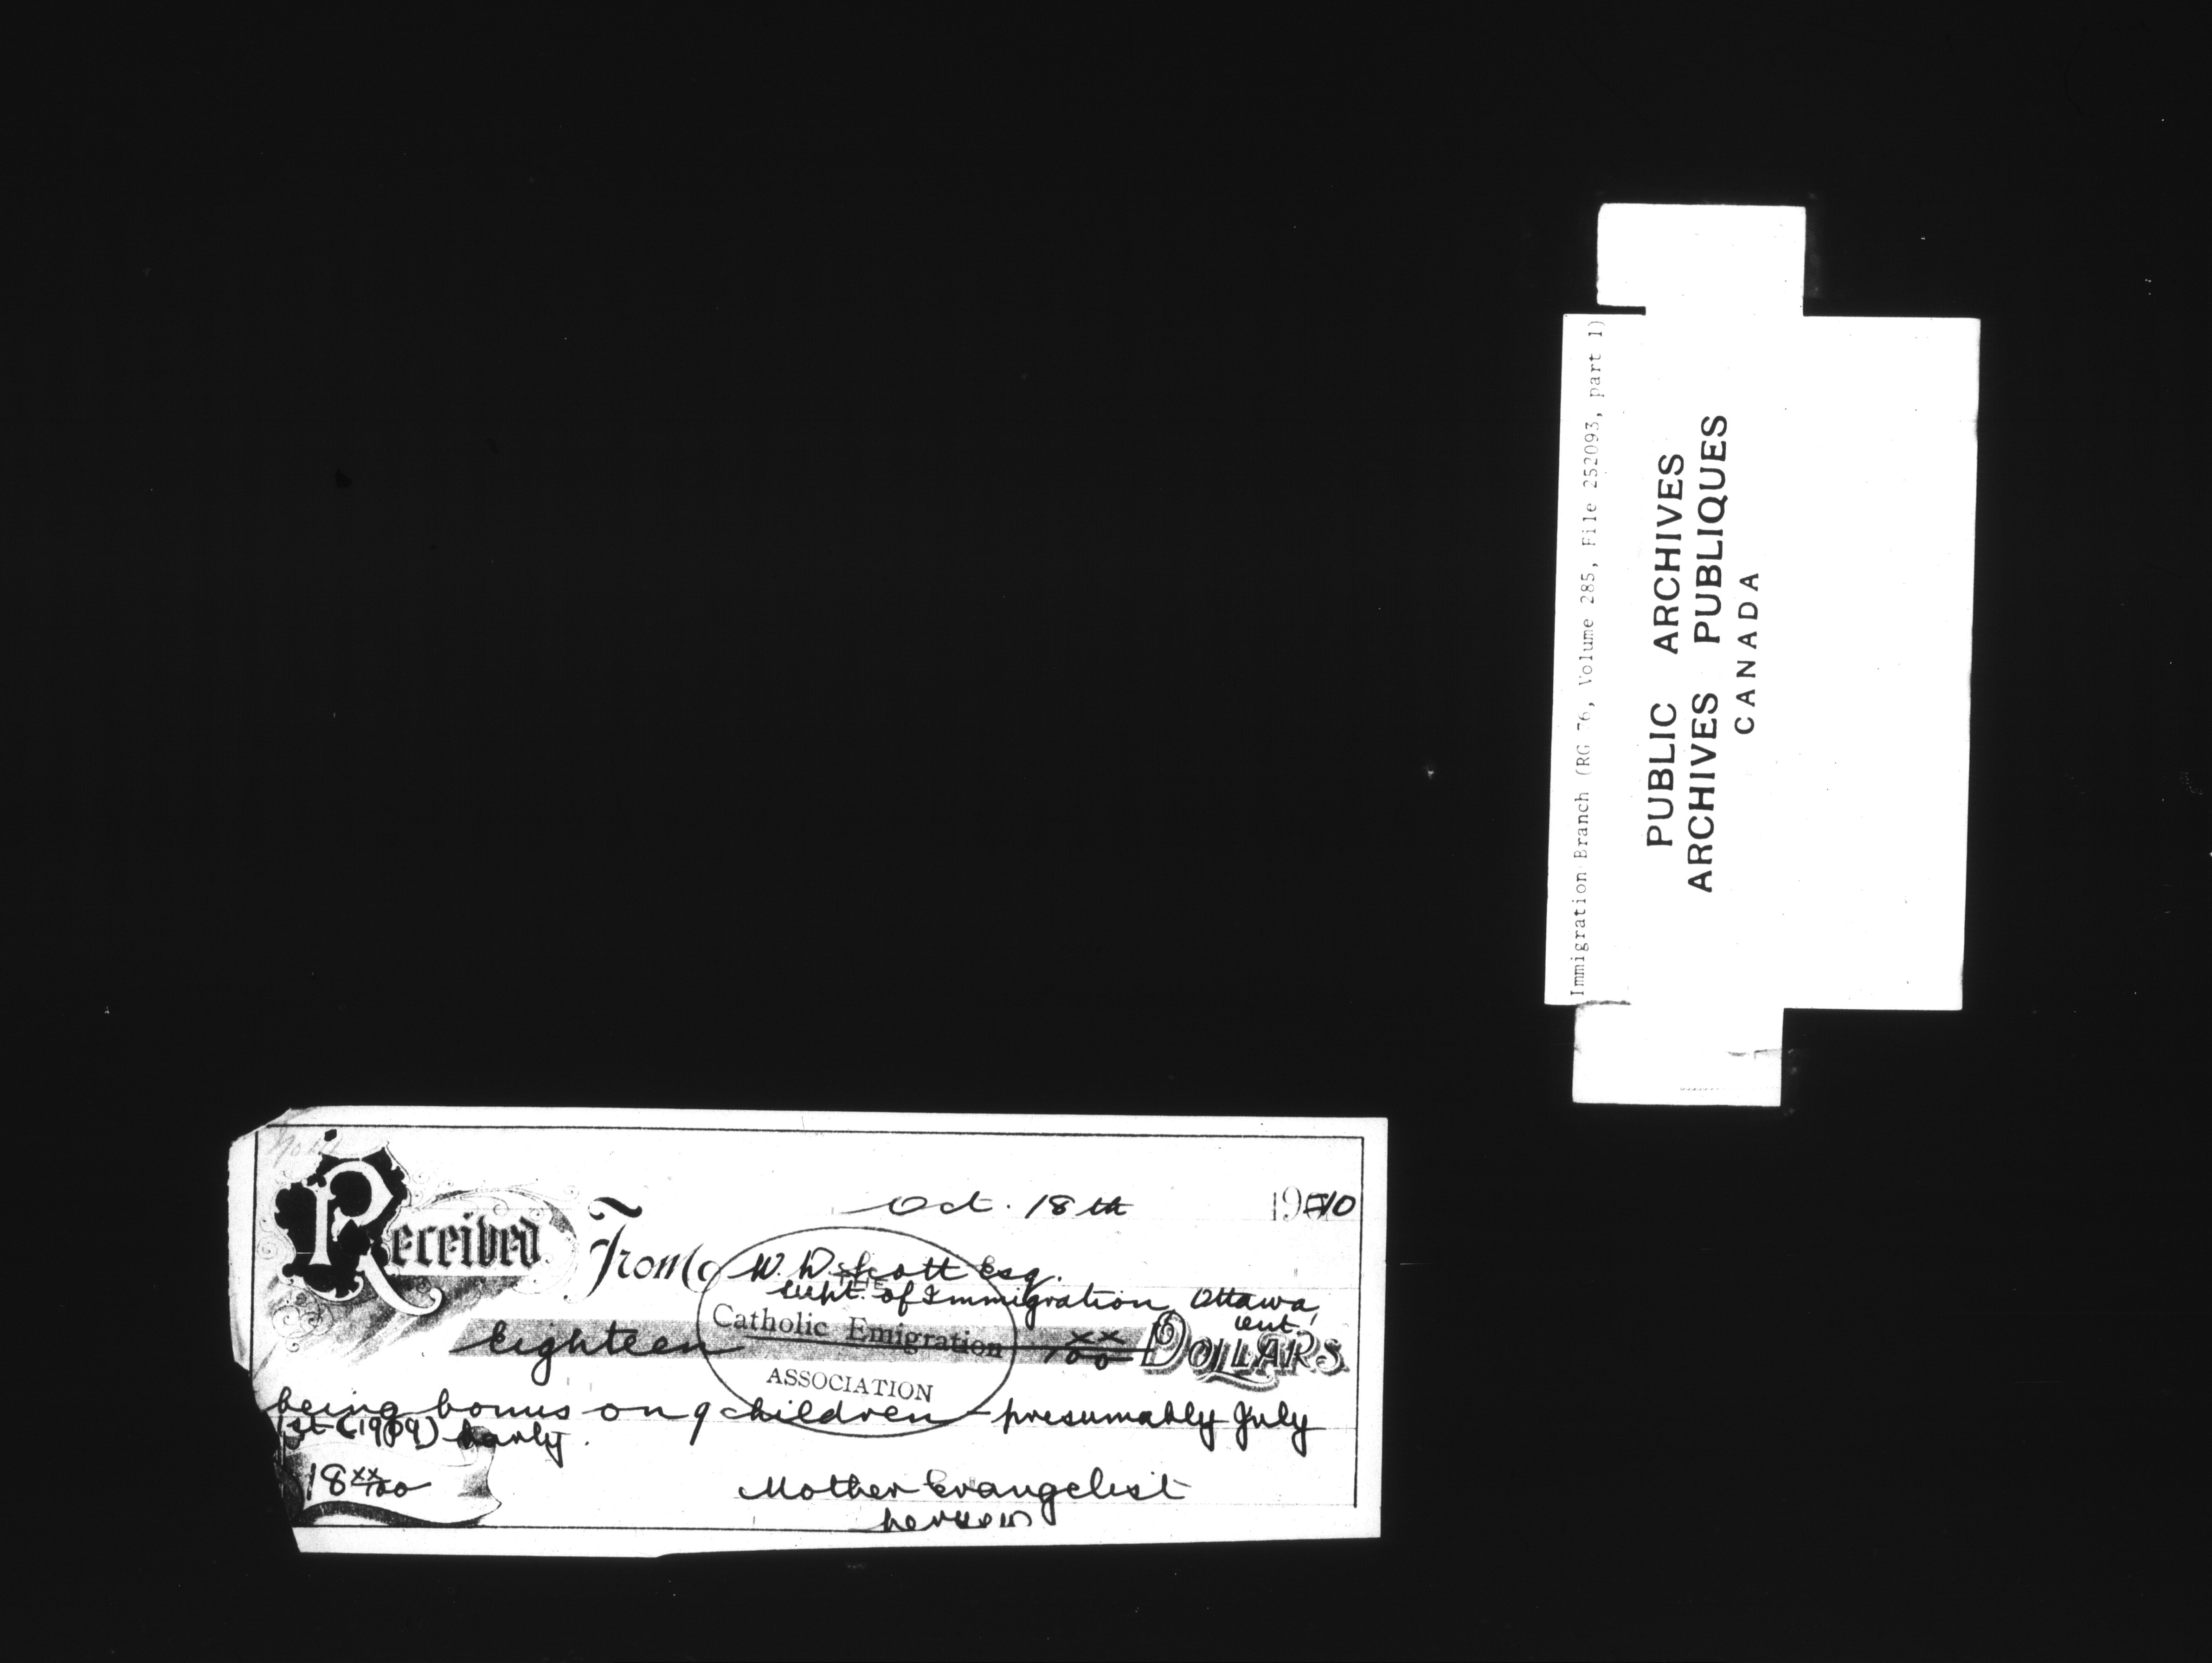 Immigration Branch (RG 76, Volume 285, File 252093, part 1)
PUBLIC ARCHIVES
ARCHIVES PUBLIQUES
CANADA
Oct. 18th 1910
Received From W. D. Scott Esq.
Supt. of Immigration, Ottawa,
Ont.
THE
Catholic Emigration
ASSOCIATION
Eighteen xx/100 DOLLARS
being bonus on 9 children - presumably July
1st (1909) party.
18 xx/100
Mother Evangelist